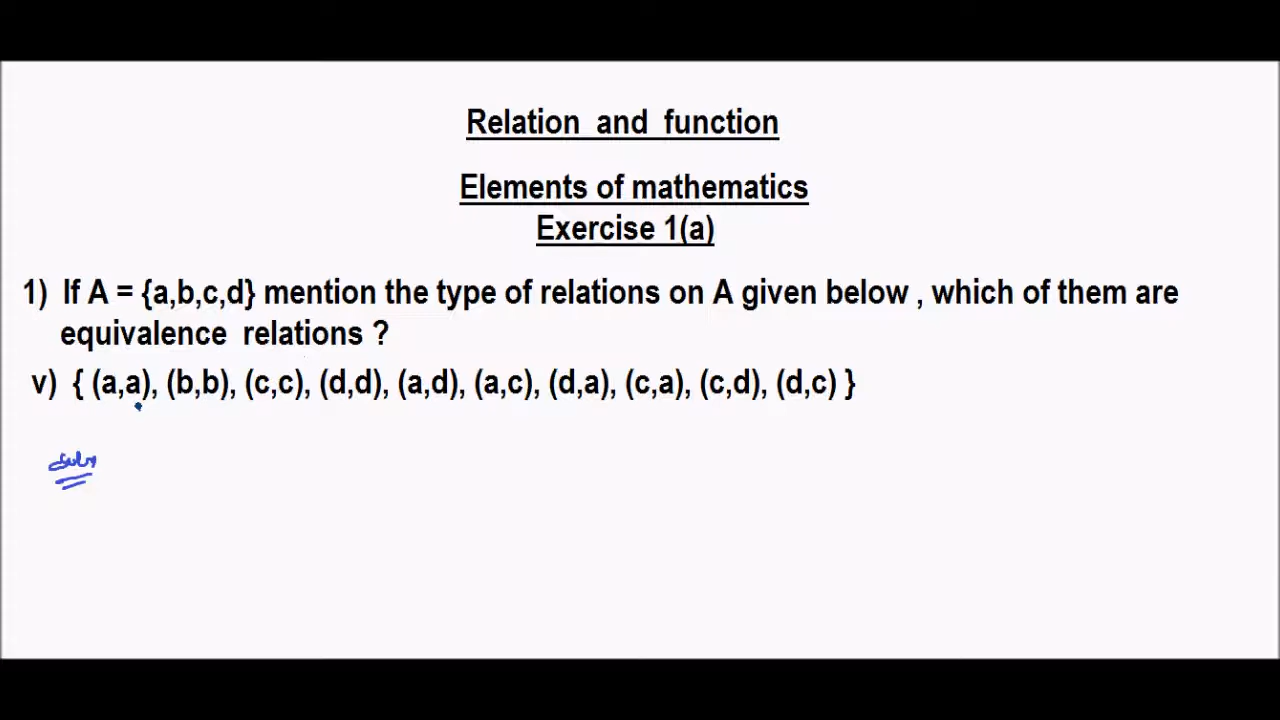 Relation and function
Elements of mathematics
Exercise 1(a)
1) If A = {a,b,c,d} mention the type of relations on A given below , which of them are
equivalence relations ?
v) { (a,a), (b,b), (c,c), (d,d), (a,d), (a,c), (d,a), (c,a), (c,d), (d,c) }